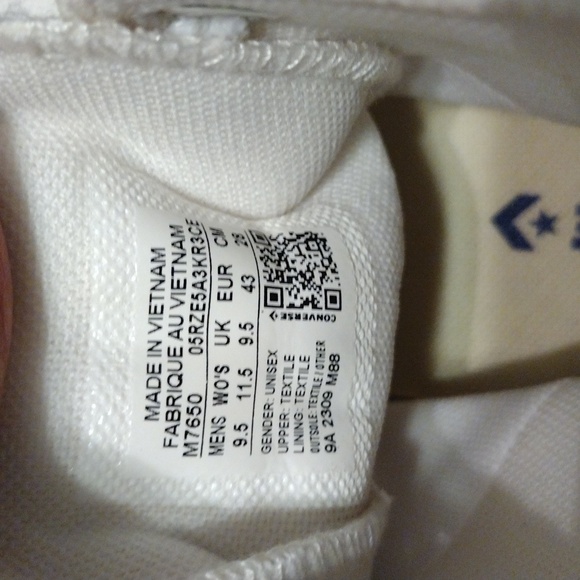 MADE IN VIETNAM
FABRIQUE AU VIETNAM
M7650 05RZE5A3KR3CE
MENS WO'S UK EUR CM
9.5 11.5 9.5 43 28
GENDER: UNISEX
UPPER: TEXTILE
LINING: TEXTILE
OUTSOLE: TEXTILE / OTHER
9A 2309 M88
CONVERSE